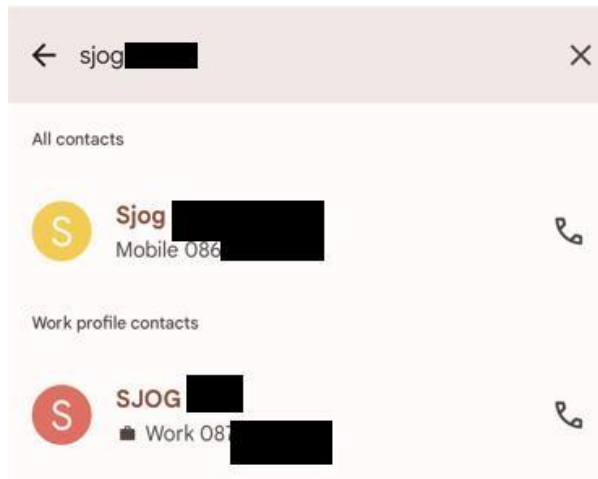 sjog
All contacts
Sjog
Mobile 086
Work profile contacts
SJOG
Work 087